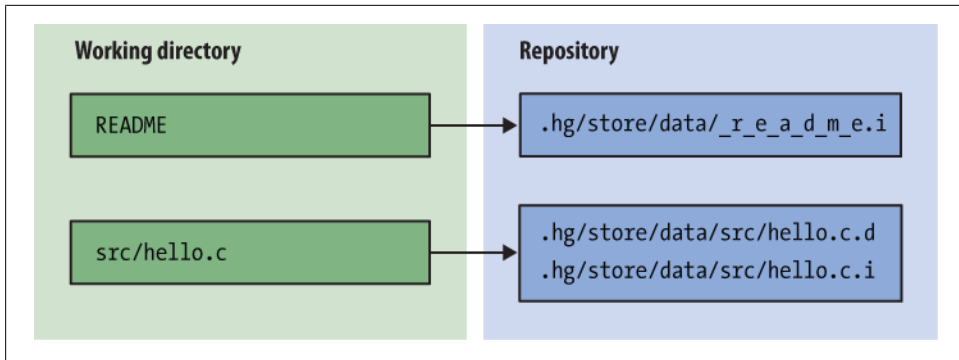 Working directory
Repository
README
.hg/store/data/_r_e_a_d_m_e.i
src/hello.c
.hg/store/data/src/hello.c.d
.hg/store/data/src/hello.c.i